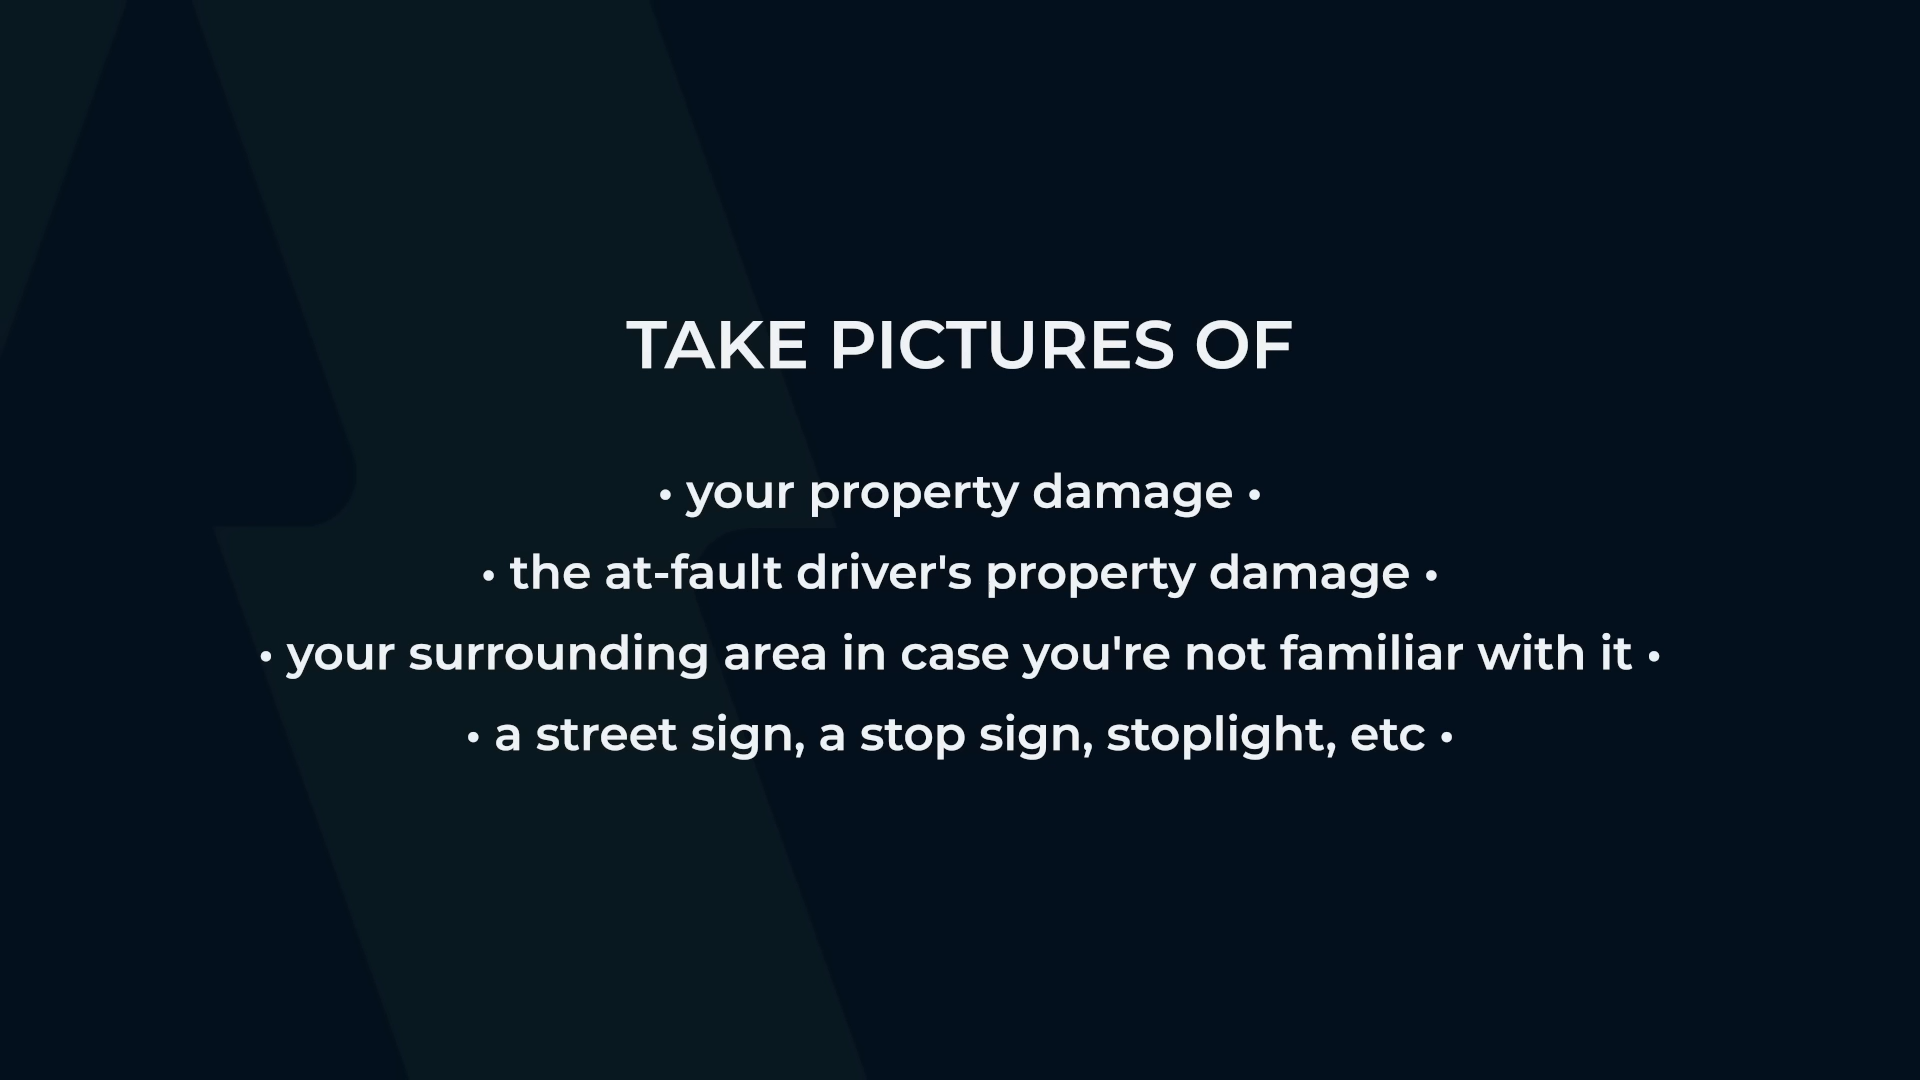 TAKE PICTURES OF
• your property damage •
• the at-fault driver's property damage •
• your surrounding area in case you're not familiar with it •
• a street sign, a stop sign, stoplight, etc •